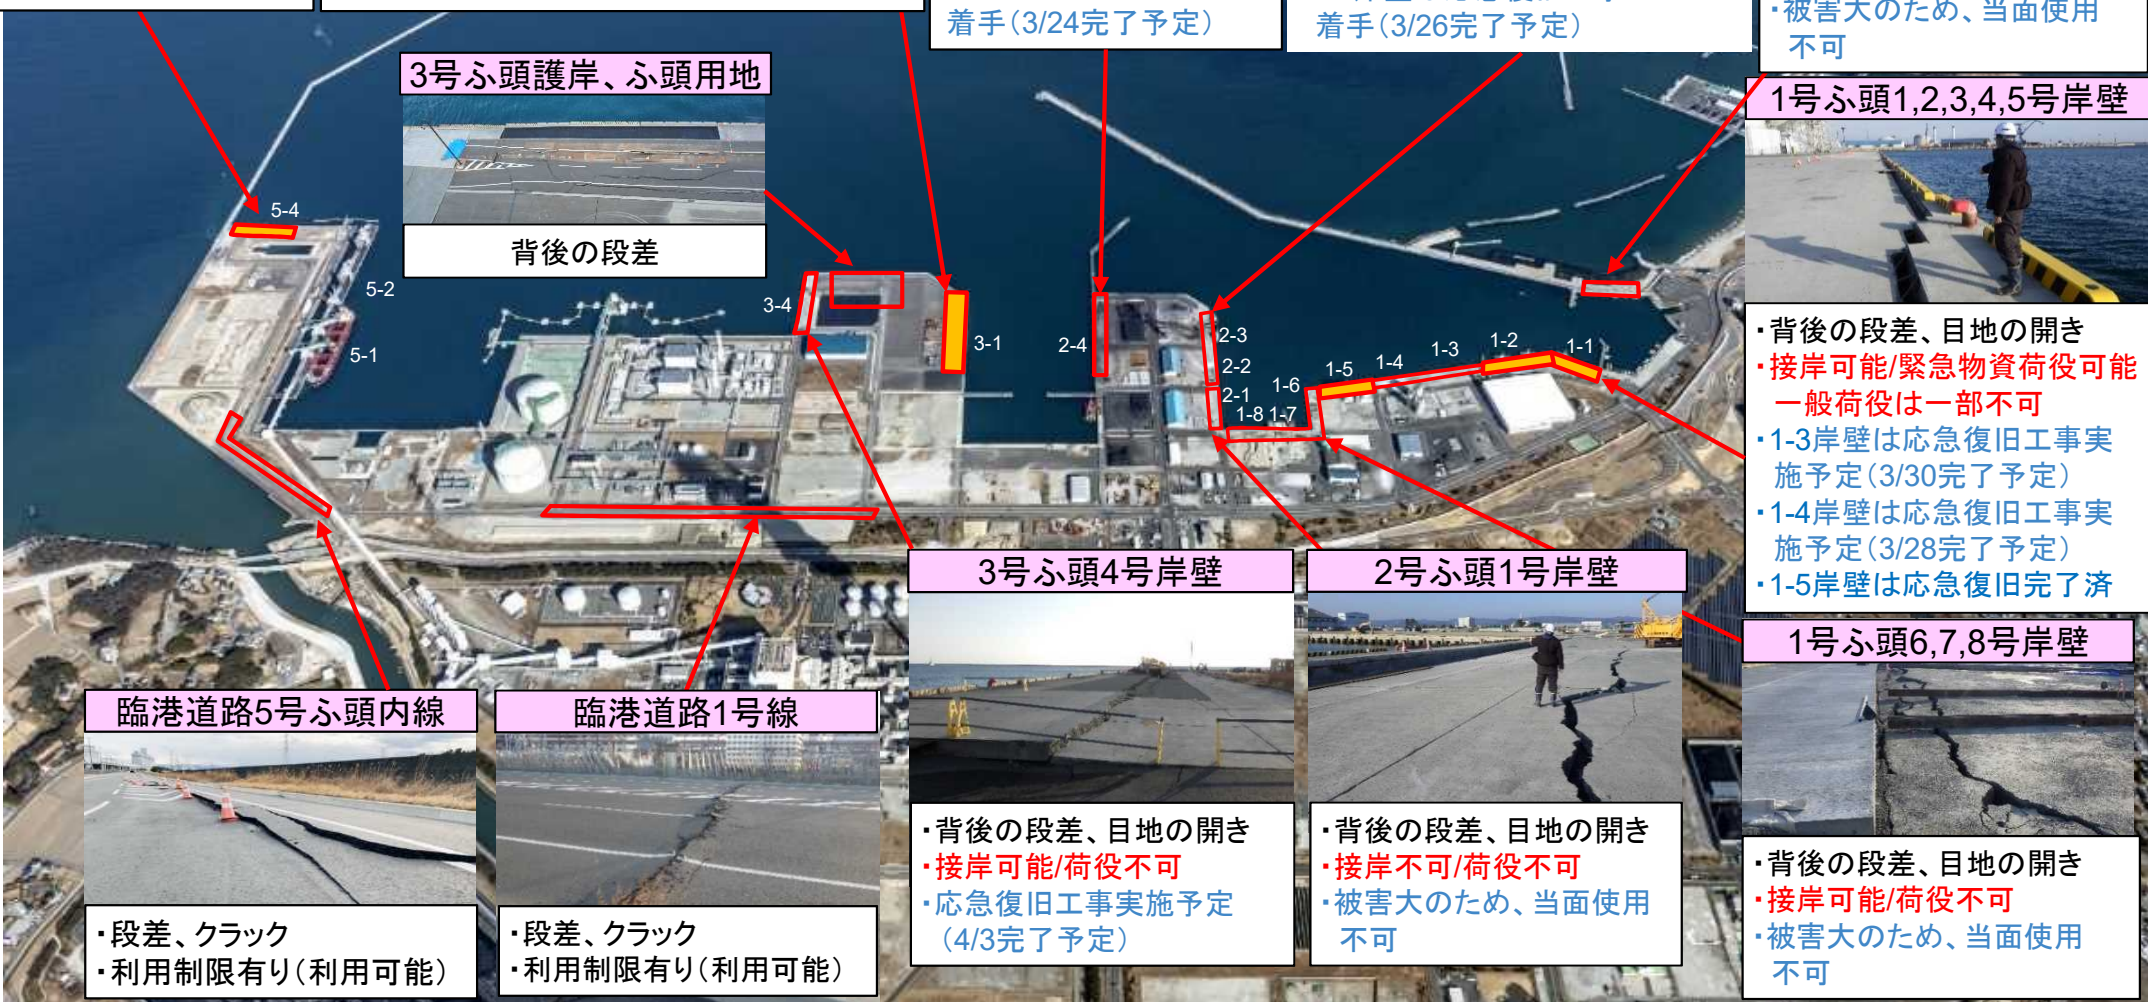 着手(3/24完了予定)
着手(3/26完了予定)
・被害大のため、当面使用
不可
3号ふ頭護岸、ふ頭用地
背後の段差
1号ふ頭1,2,3,4,5号岸壁
・背後の段差、目地の開き
・接岸可能/緊急物資荷役可能
一般荷役は一部不可
・1-3岸壁は応急復旧工事実
施予定(3/30完了予定)
・1-4岸壁は応急復旧工事実
施予定(3/28完了予定)
・1-5岸壁は応急復旧完了済
5-4
5-2
5-1
3-4
3-1
2-4
2-3
2-2
2-1
1-8
1-7
1-6
1-5
1-4
1-3
1-2
1-1
臨港道路5号ふ頭内線
・段差、クラック
・利用制限有り(利用可能)
臨港道路1号線
・段差、クラック
・利用制限有り(利用可能)
3号ふ頭4号岸壁
・背後の段差、目地の開き
・接岸可能/荷役不可
・応急復旧工事実施予定
(4/3完了予定)
2号ふ頭1号岸壁
・背後の段差、目地の開き
・接岸不可/荷役不可
・被害大のため、当面使用
不可
1号ふ頭6,7,8号岸壁
・背後の段差、目地の開き
・接岸可能/荷役不可
・被害大のため、当面使用
不可